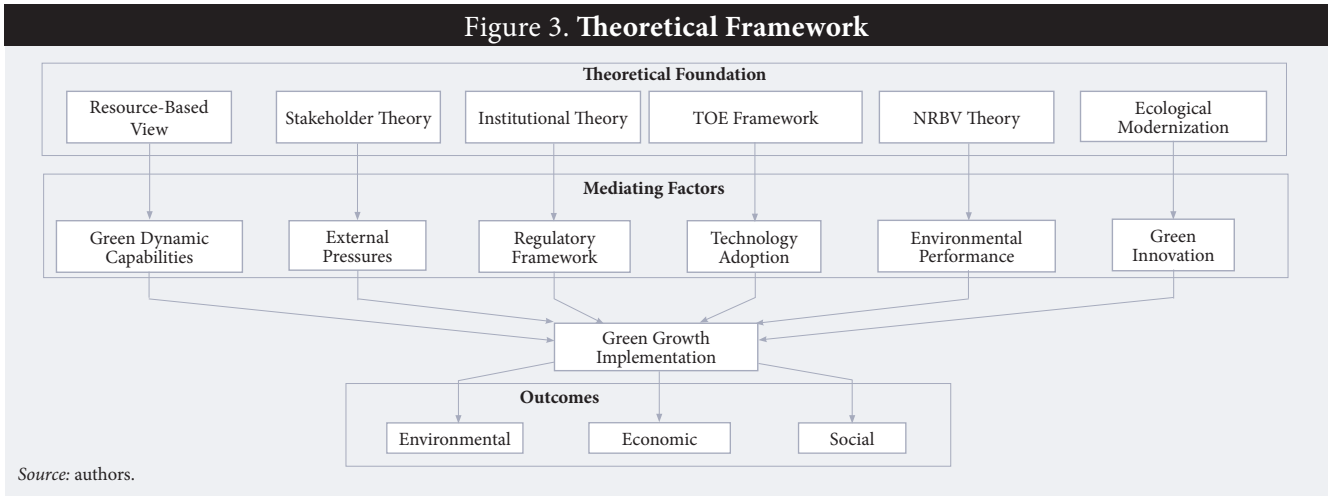 Figure 3. Theoretical Framework
Theoretical Foundation
Resource-Based
View
Stakeholder Theory
Institutional Theory
TOE Framework
NRBV Theory
Ecological
Modernization
Mediating Factors
Green Dynamic
Capabilities
External
Pressures
Regulatory
Framework
Technology
Adoption
Environmental
Performance
Green
Innovation
Green Growth
Implementation
Outcomes
Environmental
Economic
Social
Source: authors.